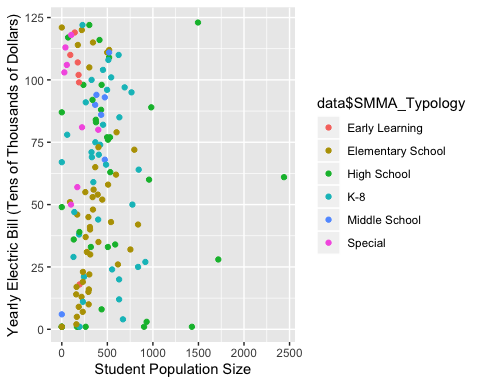 125
100
75
50
25
0
Yearly Electric Bill (Tens of Thousands of Dollars)
0 500 1000 1500 2000 2500
Student Population Size
data$SMMA_Typology
Early Learning
Elementary School
High School
K-8
Middle School
Special